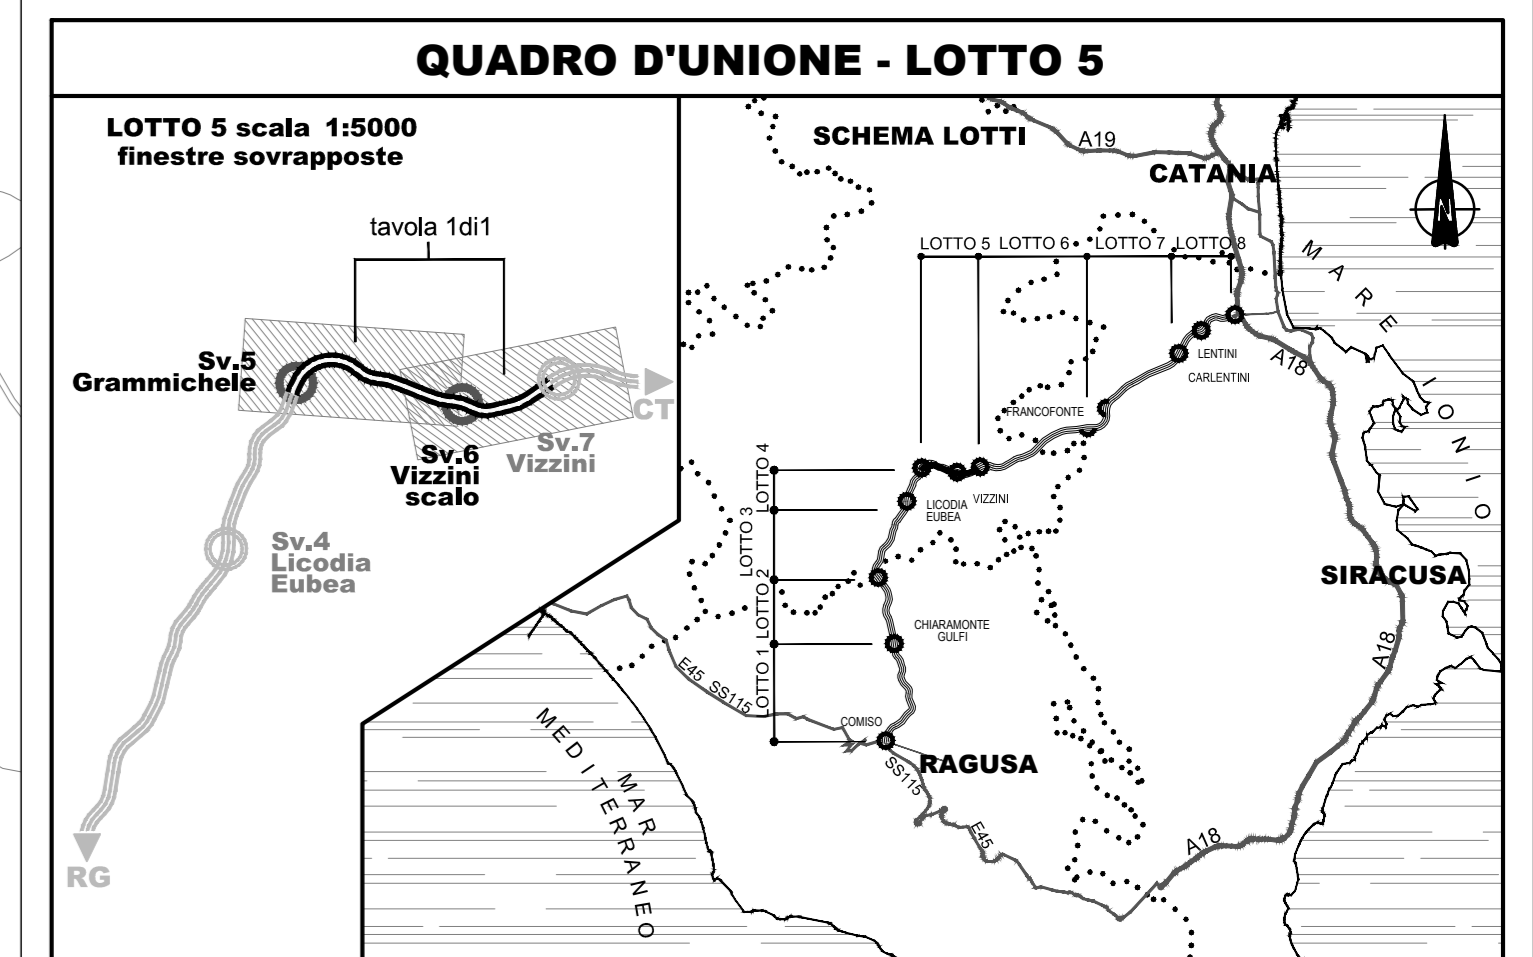 QUADRO D'UNIONE - LOTTO 5
LOTTO 5 scala 1:5000
finestre sovrapposte
tavola 1di1
Sv.5
Grammichele
Sv.6
Vizzini
scalo
Sv.7
Vizzini
CT
Sv.4
Licodia
Eubea
RG
SCHEMA LOTTI
A19
CATANIA
N
LOTTO 5
LOTTO 6
LOTTO 7
LOTTO 8
MARE
IONIO
LENTINI
CARLENTINI
A18
FRANCOFONTE
LOTTO 4
LOTTO 3
LOTTO 2
LOTTO 1
LICODIA
EUBEA
VIZZINI
SIRACUSA
CHIARAMONTE
GULFI
A18
E45 SS115
COMISO
RAGUSA
SS115
E45
A18
MAR
MEDITERRANEO